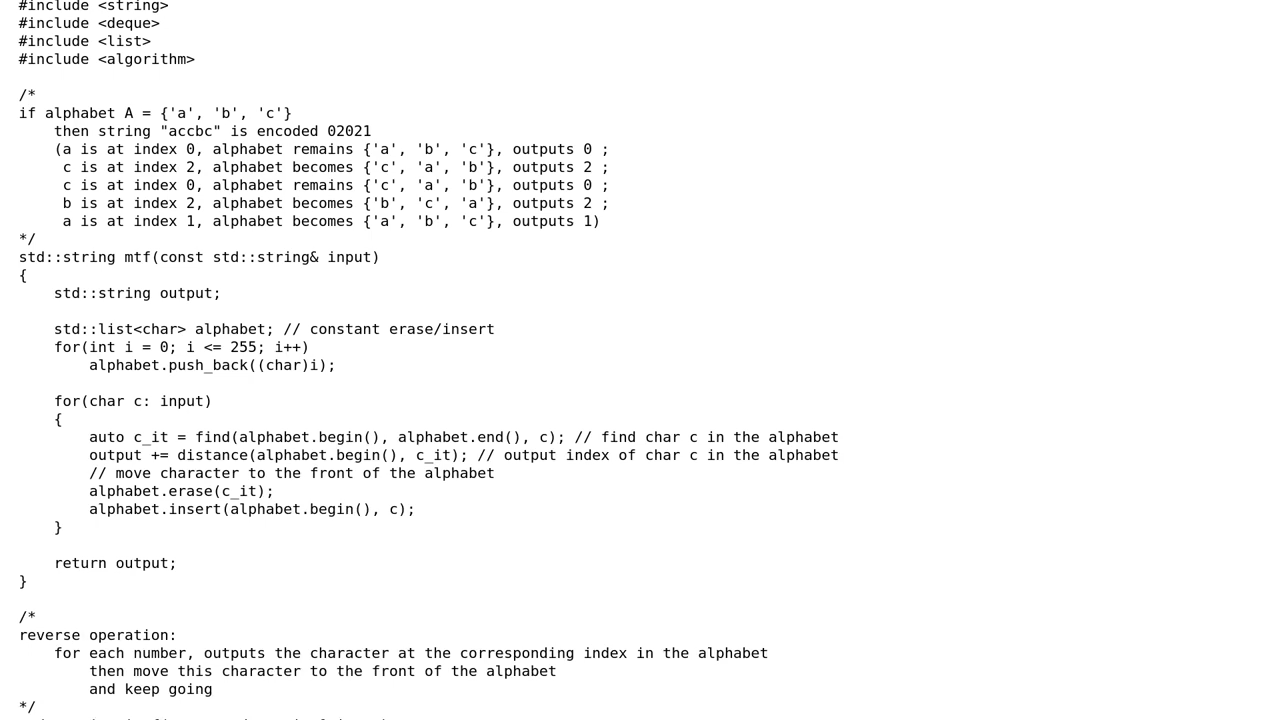 #include <string>
#include <deque>
#include <list>
#include <algorithm>

/*
if alphabet A = {'a', 'b', 'c'}
    then string "accbc" is encoded 02021
    (a is at index 0, alphabet remains {'a', 'b', 'c'}, outputs 0 ;
     c is at index 2, alphabet becomes {'c', 'a', 'b'}, outputs 2 ;
     c is at index 0, alphabet remains {'c', 'a', 'b'}, outputs 0 ;
     b is at index 2, alphabet becomes {'b', 'c', 'a'}, outputs 2 ;
     a is at index 1, alphabet becomes {'a', 'b', 'c'}, outputs 1)
*/
std::string mtf(const std::string& input)
{
    std::string output;

    std::list<char> alphabet; // constant erase/insert
    for(int i = 0; i <= 255; i++)
        alphabet.push_back((char)i);

    for(char c: input)
    {
        auto c_it = find(alphabet.begin(), alphabet.end(), c); // find char c in the alphabet
        output += distance(alphabet.begin(), c_it); // output index of char c in the alphabet
        // move character to the front of the alphabet
        alphabet.erase(c_it);
        alphabet.insert(alphabet.begin(), c);
    }

    return output;
}

/*
reverse operation:
    for each number, outputs the character at the corresponding index in the alphabet
        then move this character to the front of the alphabet
        and keep going
*/